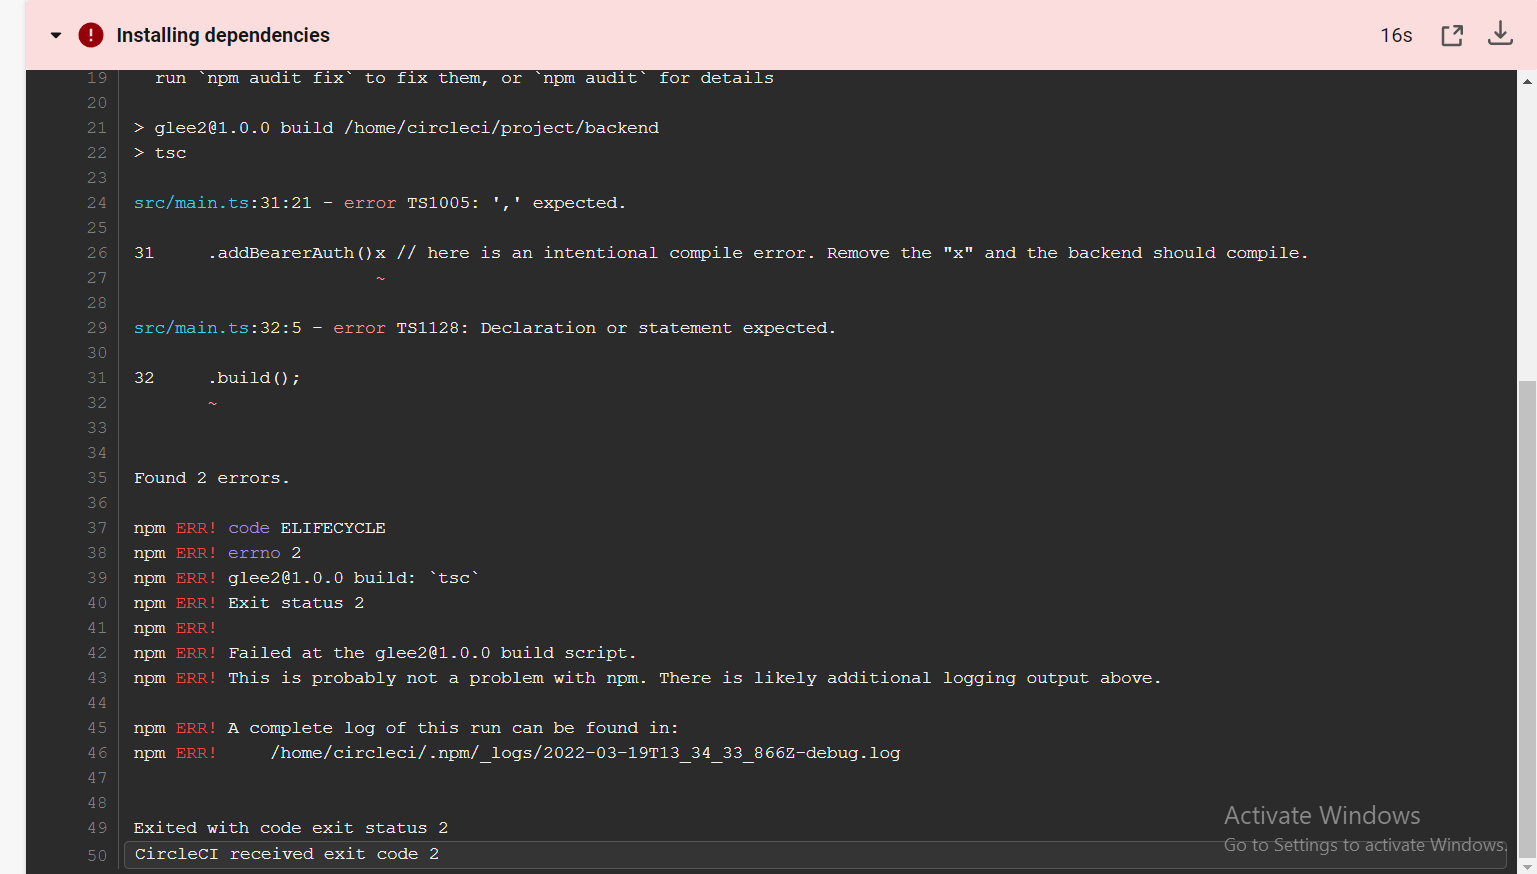 Installing dependencies 16s
19 run `npm audit fix` to fix them, or `npm audit` for details
20
21 > glee2@1.0.0 build /home/circleci/project/backend
22 > tsc
23
24 src/main.ts:31:21 - error TS1005: ',' expected.
25
26 31 .addBearerAuth()x // here is an intentional compile error. Remove the "x" and the backend should compile.
27 ~
28
29 src/main.ts:32:5 - error TS1128: Declaration or statement expected.
30
31 32 .build();
32 ~
33
34
35 Found 2 errors.
36
37 npm ERR! code ELIFECYCLE
38 npm ERR! errno 2
39 npm ERR! glee2@1.0.0 build: `tsc`
40 npm ERR! Exit status 2
41 npm ERR!
42 npm ERR! Failed at the glee2@1.0.0 build script.
43 npm ERR! This is probably not a problem with npm. There is likely additional logging output above.
44
45 npm ERR! A complete log of this run can be found in:
46 npm ERR! /home/circleci/.npm/_logs/2022-03-19T13_34_33_866Z-debug.log
47
48
49 Exited with code exit status 2
50 CircleCI received exit code 2
Activate Windows
Go to Settings to activate Windows.